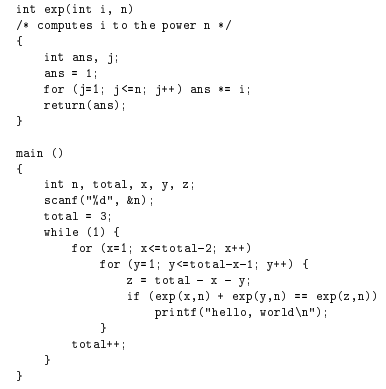 int exp(int i, n)
/* computes i to the power n */
{
    int ans, j;
    ans = 1;
    for (j=1; j<=n; j++) ans *= i;
    return(ans);
}

main ()
{
    int n, total, x, y, z;
    scanf("%d", &n);
    total = 3;
    while (1) {
        for (x=1; x<=total-2; x++)
            for (y=1; y<=total-x-1; y++) {
                z = total - x - y;
                if (exp(x,n) + exp(y,n) == exp(z,n))
                    printf("hello, world\n");
            }
        total++;
    }
}